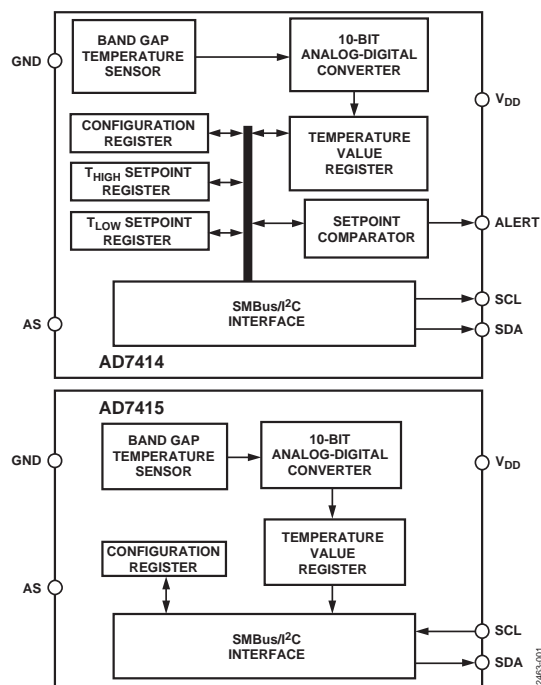 BAND GAP
TEMPERATURE
SENSOR
10-BIT
ANALOG-DIGITAL
CONVERTER
GND
VDD
CONFIGURATION
REGISTER
TEMPERATURE
VALUE
REGISTER
THIGH SETPOINT
REGISTER
TLOW SETPOINT
REGISTER
SETPOINT
COMPARATOR
ALERT
SMBus/I2C
INTERFACE
SCL
SDA
AS
AD7414
AD7415
BAND GAP
TEMPERATURE
SENSOR
10-BIT
ANALOG-DIGITAL
CONVERTER
GND
VDD
CONFIGURATION
REGISTER
TEMPERATURE
VALUE
REGISTER
AS
SMBus/I2C
INTERFACE
SCL
SDA